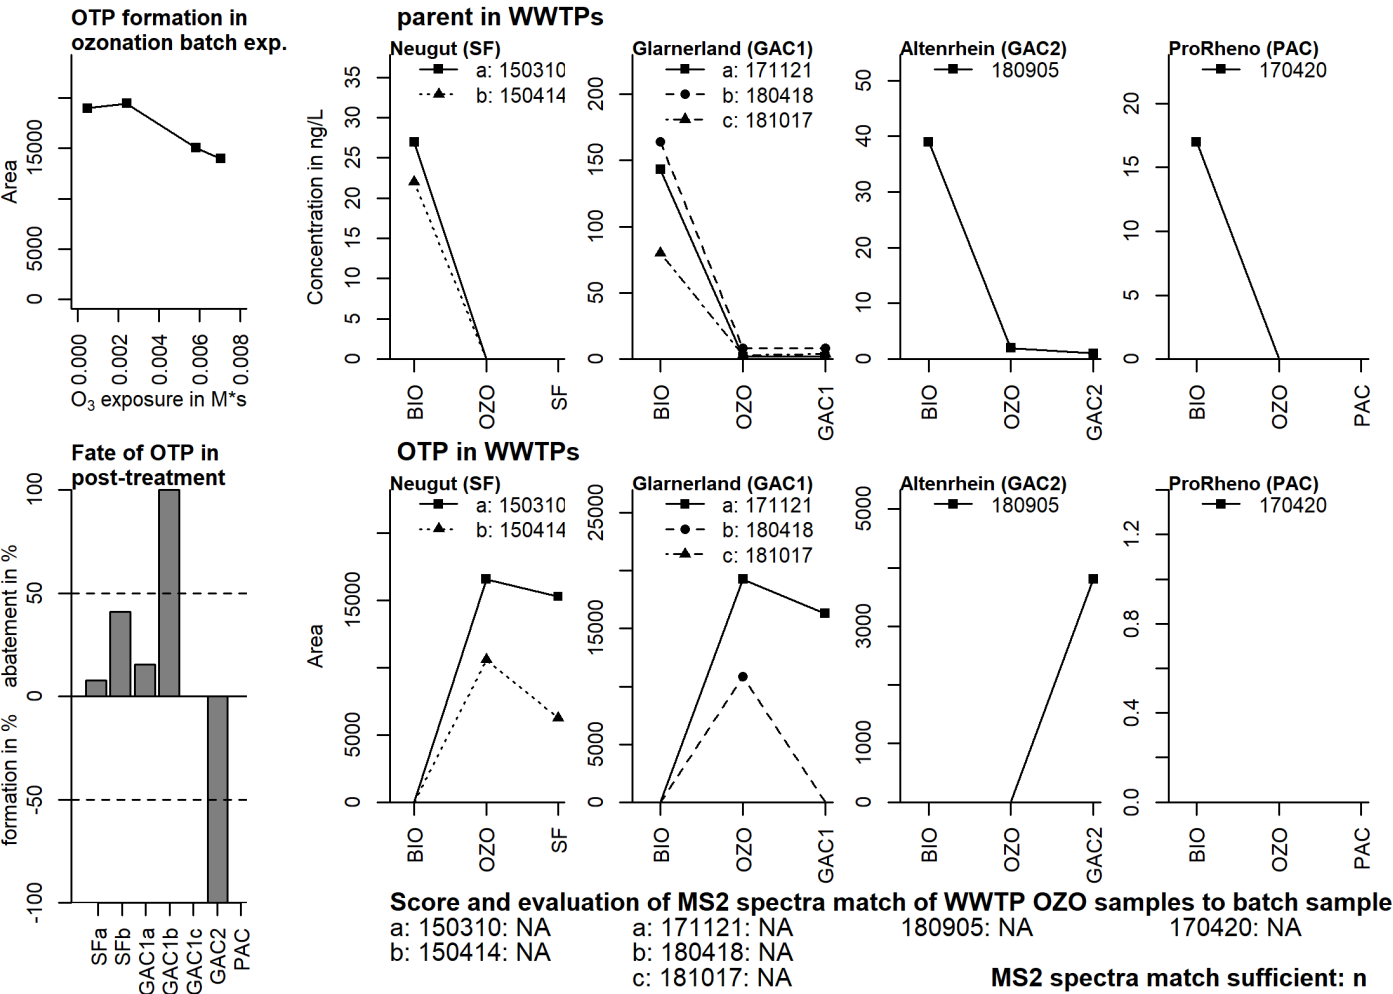 OTP formation in
ozonation batch exp.
Area
0
5000
15000
0.000
0.002
0.004
0.006
0.008
O₃ exposure in M*s
parent in WWTPs
Neugut (SF)
a: 150310
b: 150414
Concentration in ng/L
0
5
10
15
20
25
30
35
BIO
OZO
SF
Glarnerland (GAC1)
a: 171121
b: 180418
c: 181017
0
50
100
150
200
BIO
OZO
GAC1
Altenrhein (GAC2)
180905
0
10
20
30
40
50
BIO
OZO
GAC2
ProRheno (PAC)
170420
0
5
10
15
20
BIO
OZO
PAC
Fate of OTP in
post-treatment
formation in %
abatement in %
-100
-50
0
50
100
SFa
SFb
GAC1a
GAC1b
GAC1c
GAC2
PAC
OTP in WWTPs
Neugut (SF)
a: 150310
b: 150414
Area
0
5000
15000
BIO
OZO
SF
Glarnerland (GAC1)
a: 171121
b: 180418
c: 181017
0
5000
15000
25000
BIO
OZO
GAC1
Altenrhein (GAC2)
180905
0
1000
3000
5000
BIO
OZO
GAC2
ProRheno (PAC)
170420
0.0
0.4
0.8
1.2
BIO
OZO
PAC
Score and evaluation of MS2 spectra match of WWTP OZO samples to batch sample
a: 150310: NA
b: 150414: NA
a: 171121: NA
b: 180418: NA
c: 181017: NA
180905: NA
170420: NA
MS2 spectra match sufficient: n